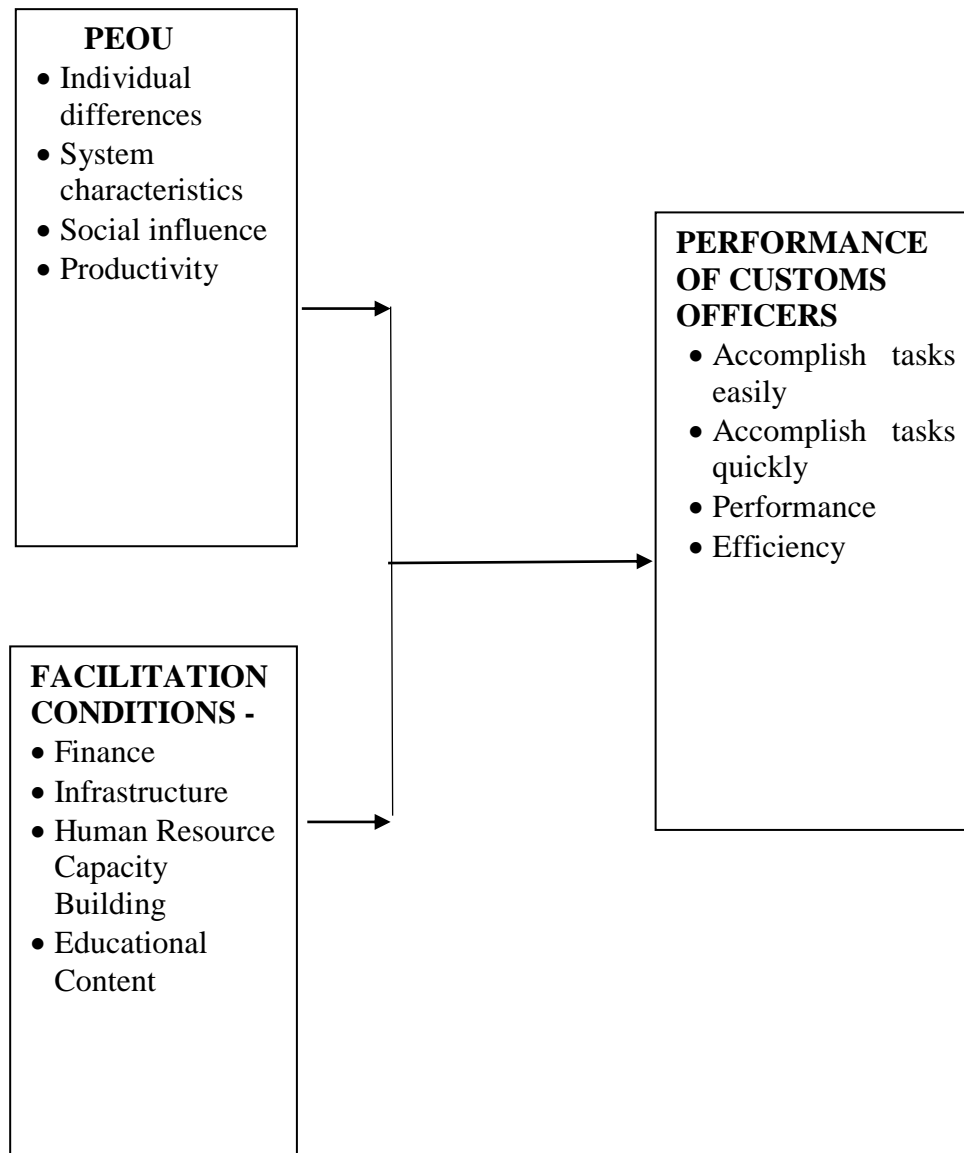 PEOU
• Individual
differences
• System
characteristics
• Social influence
• Productivity
PERFORMANCE
OF CUSTOMS
OFFICERS
• Accomplish tasks
easily
• Accomplish tasks
quickly
• Performance
• Efficiency
FACILITATION
CONDITIONS -
• Finance
• Infrastructure
• Human Resource
Capacity
Building
• Educational
Content